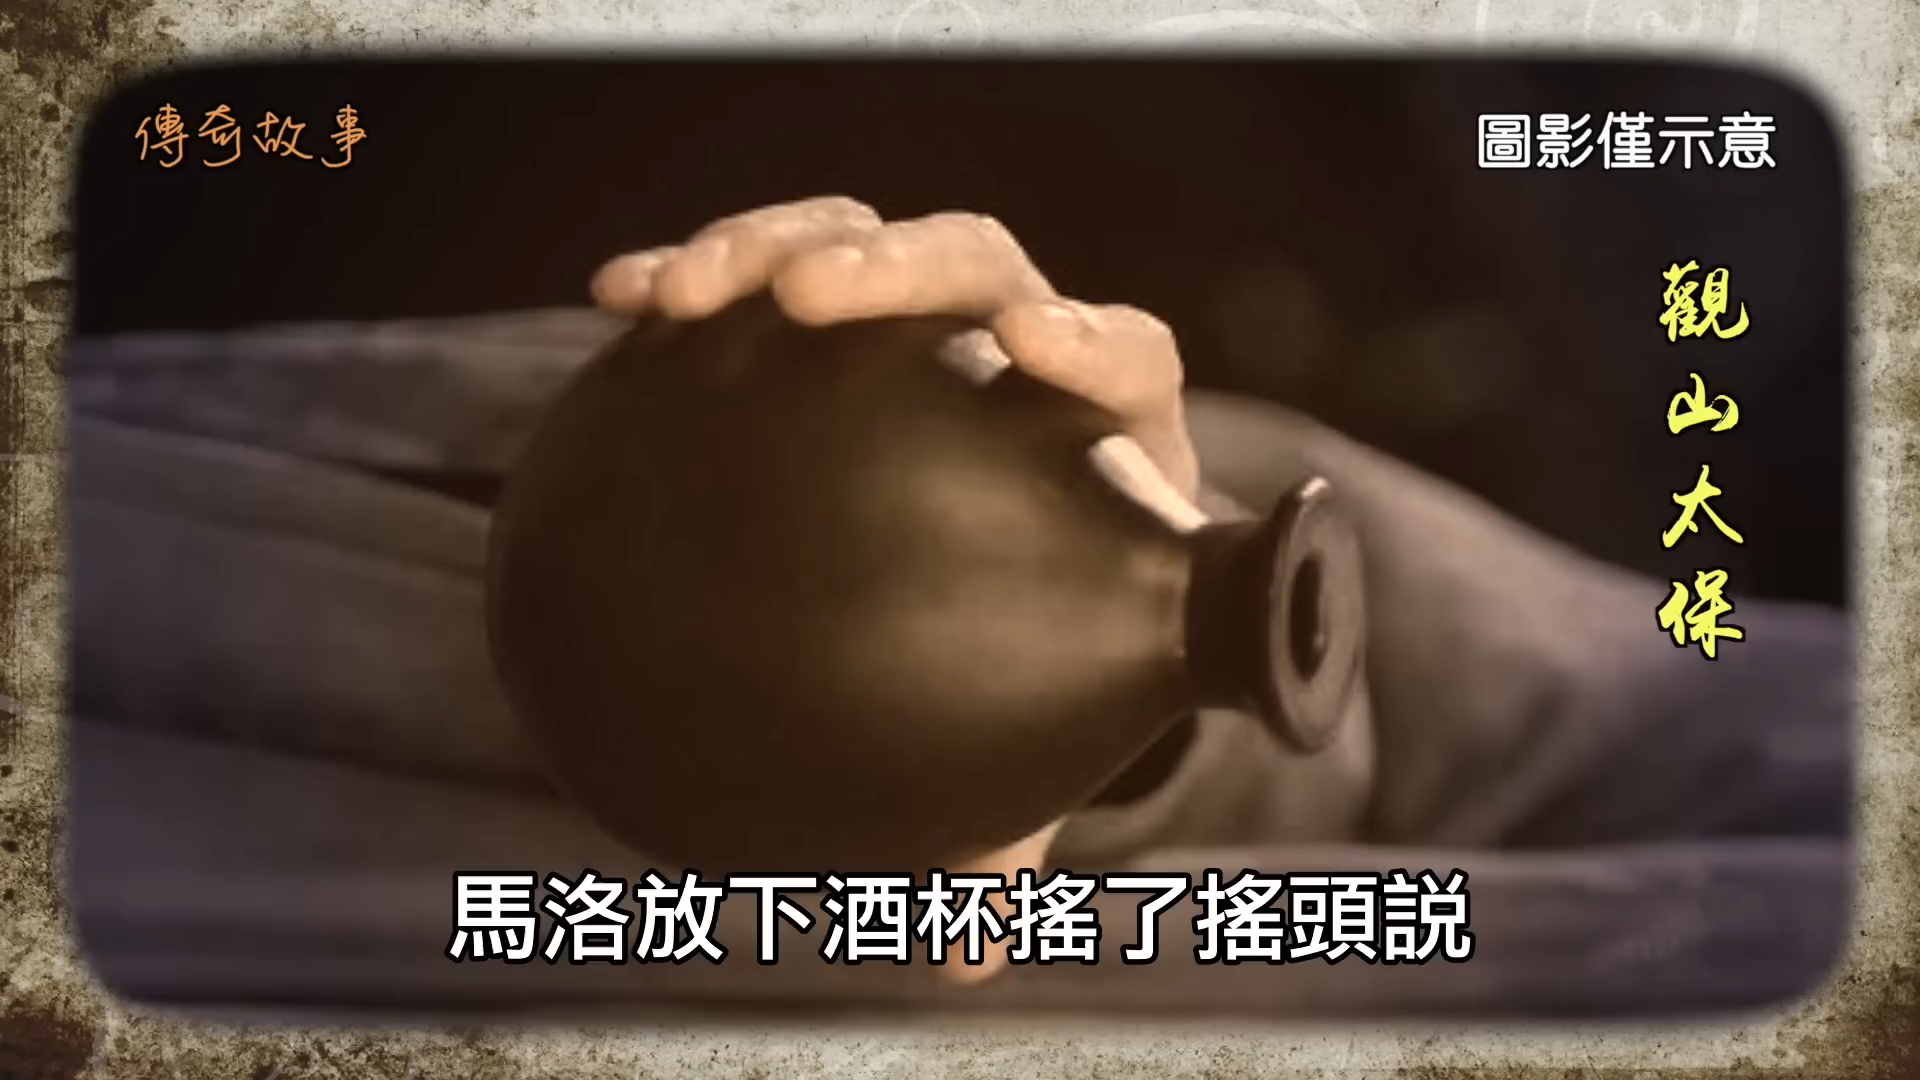 傳奇故事
圖影僅示意
觀山太保
馬洛放下酒杯搖了搖頭説